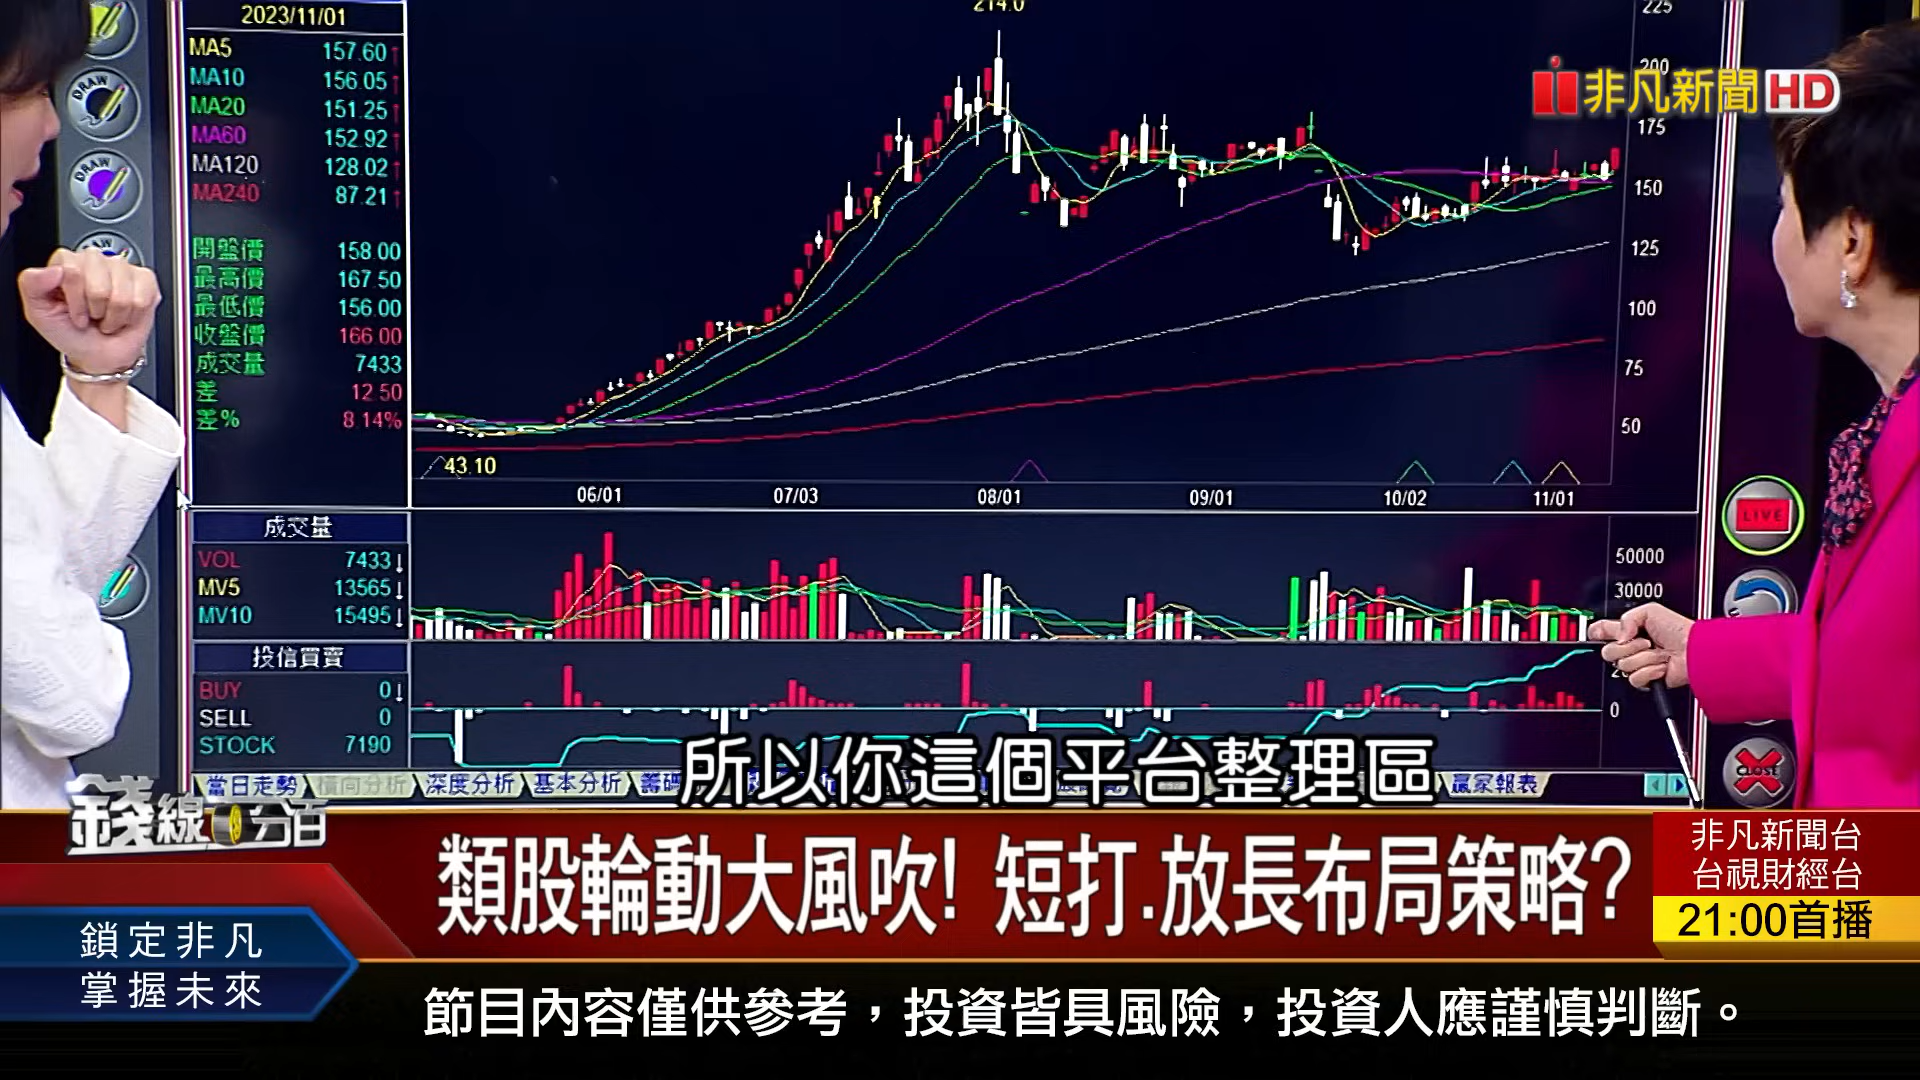 2023/11/01
214.0
MA5 157.60↑
MA10 156.05↑
MA20 151.25↑
MA60 152.92↑
MA120 128.02↑
MA240 87.21↑
開盤價 158.00
最高價 167.50
最低價 156.00
收盤價 166.00
成交量 7433
差 12.50
差% 8.14%
DRAW
DRAW
225
200
175
150
125
100
75
50
非凡新聞HD
43.10
06/01 07/03 08/01 09/01 10/02 11/01
成交量
VOL 7433↓
MV5 13565↓
MV10 15495↓
50000
30000
LIVE
投信買賣
BUY 0↓
SELL 0
STOCK 7190
0
CLOSE
當日走勢 橫向分析 深度分析 基本分析 籌碼
贏家報表
所以你這個平台整理區
錢線百分百
類股輪動大風吹! 短打.放長布局策略?
非凡新聞台
台視財經台
21:00首播
鎖定非凡
掌握未來
節目內容僅供參考，投資皆具風險，投資人應謹慎判斷。